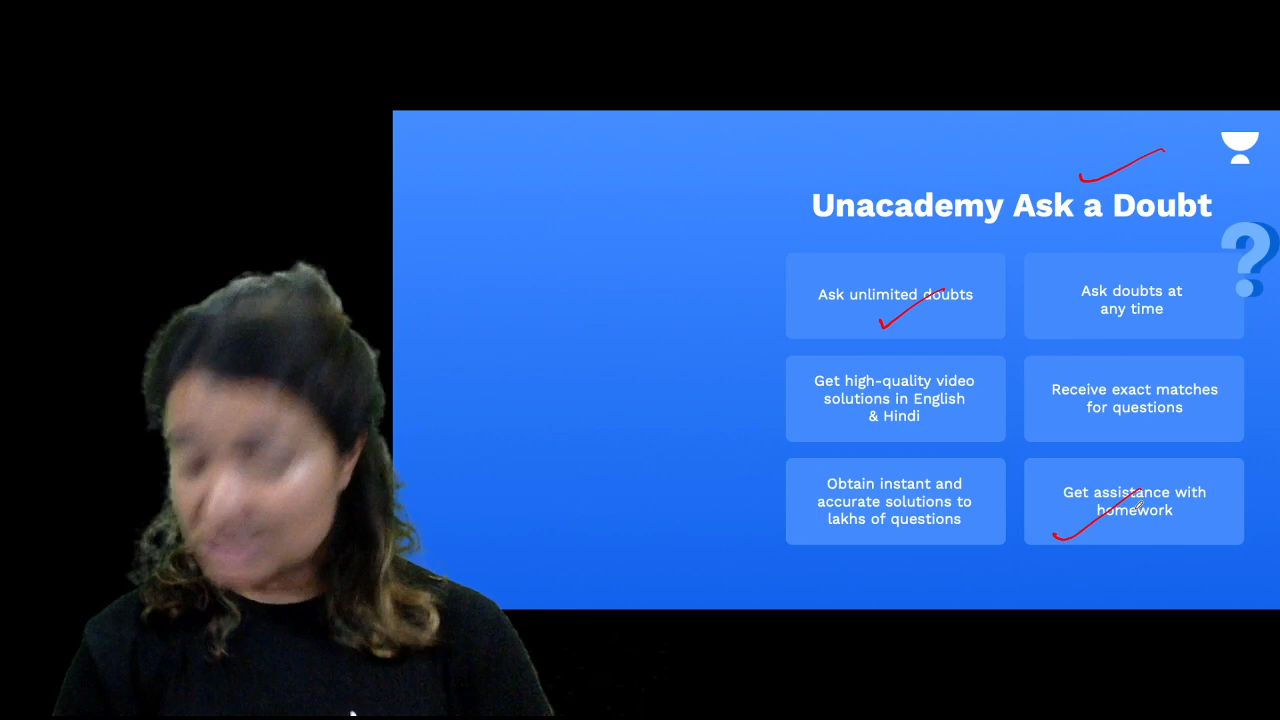 Unacademy Ask a Doubt
Ask unlimited doubts
Ask doubts at
any time
Get high-quality video
solutions in English
& Hindi
Receive exact matches
for questions
Obtain instant and
accurate solutions to
lakhs of questions
Get assistance with
homework
?